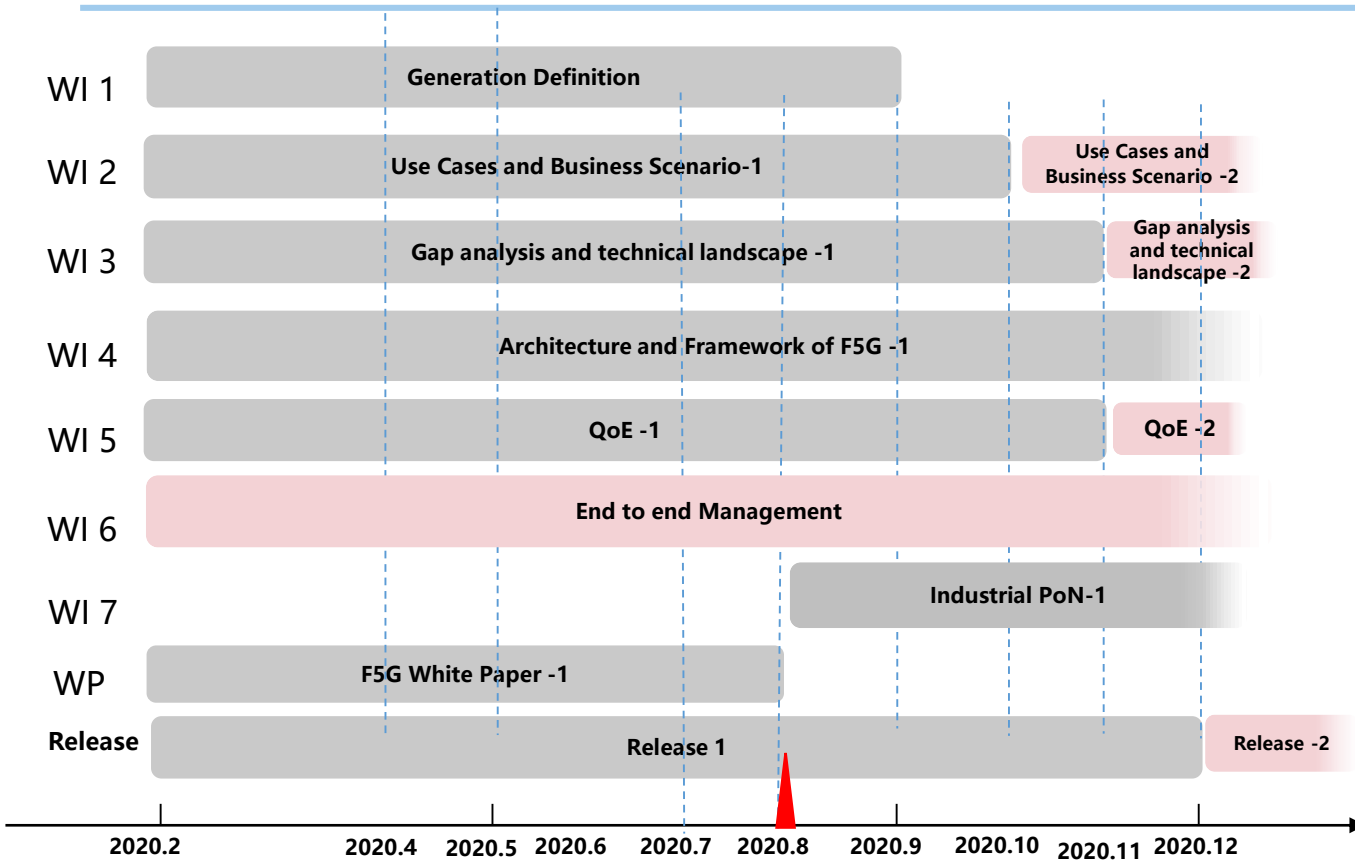 WI 1
Generation Definition
WI 2
Use Cases and Business Scenario-1
Use Cases and
Business Scenario -2
WI 3
Gap analysis and technical landscape -1
Gap analysis
and technical
landscape -2
WI 4
Architecture and Framework of F5G -1
WI 5
QoE -1
QoE -2
WI 6
End to end Management
WI 7
Industrial PoN-1
WP
F5G White Paper -1
Release
Release 1
Release -2
2020.2
2020.4
2020.5
2020.6
2020.7
2020.8
2020.9
2020.10
2020.11
2020.12